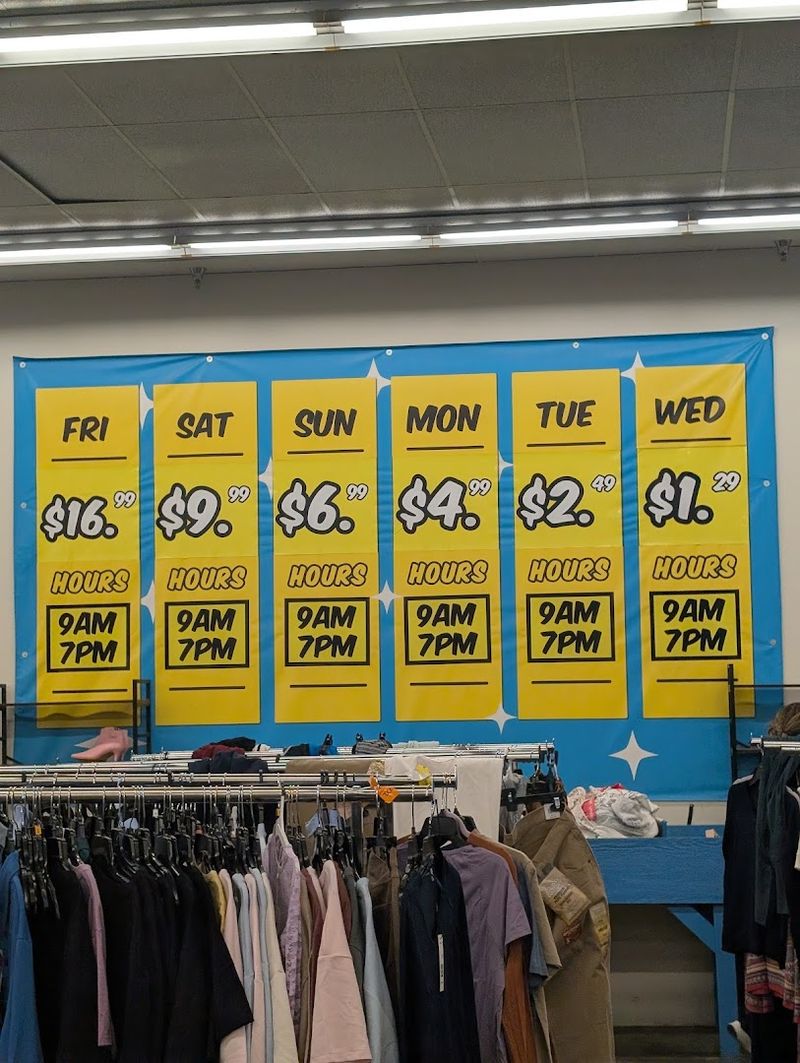 FRI
$16.99
HOURS
9AM
7PM
SAT
$9.99
HOURS
9AM
7PM
SUN
$6.99
HOURS
9AM
7PM
MON
$4.99
HOURS
9AM
7PM
TUE
$2.49
HOURS
9AM
7PM
WED
$1.29
HOURS
9AM
7PM